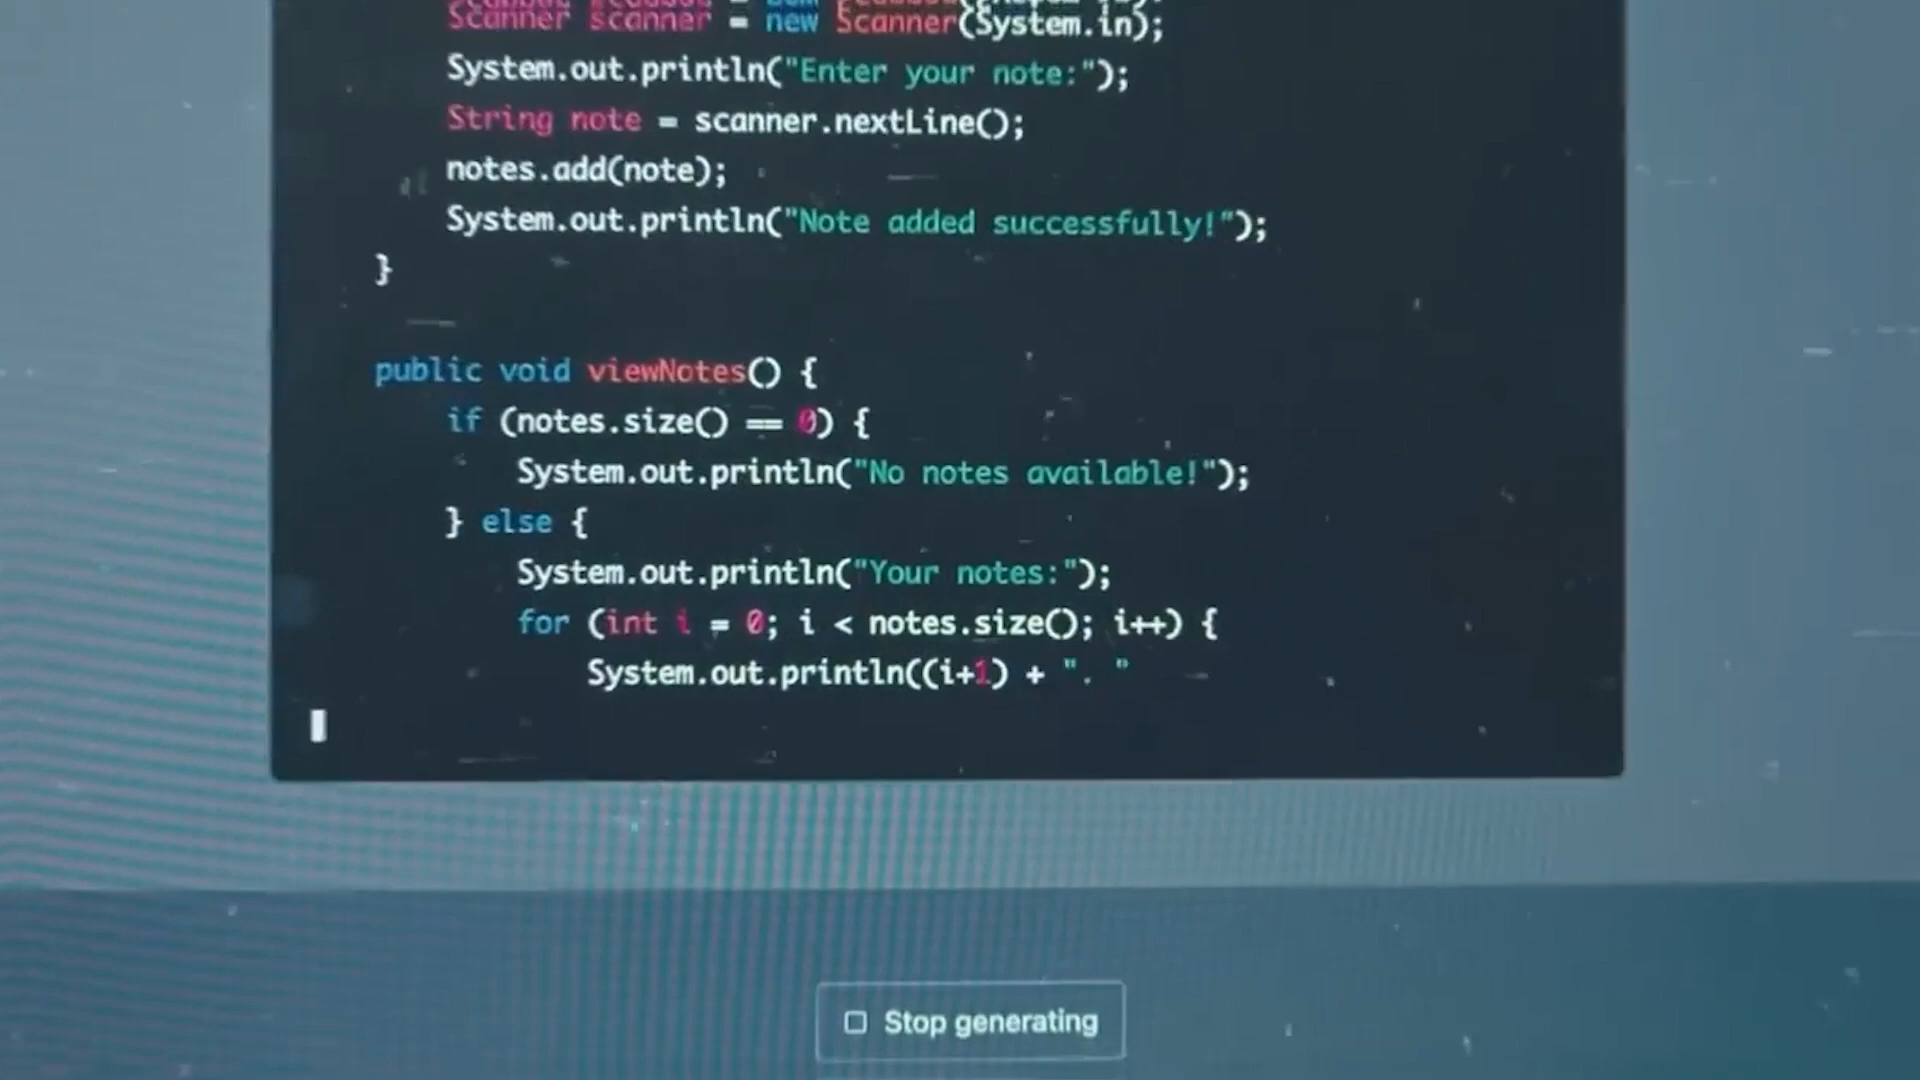 Scanner scanner = new Scanner(System.in);
System.out.println("Enter your note:");
String note = scanner.nextLine();
notes.add(note);
System.out.println("Note added successfully!");
}
public void viewNotes() {
if (notes.size() == 0) {
System.out.println("No notes available!");
} else {
System.out.println("Your notes:");
for (int i = 0; i < notes.size(); i++) {
System.out.println((i+1) + ". "
Stop generating